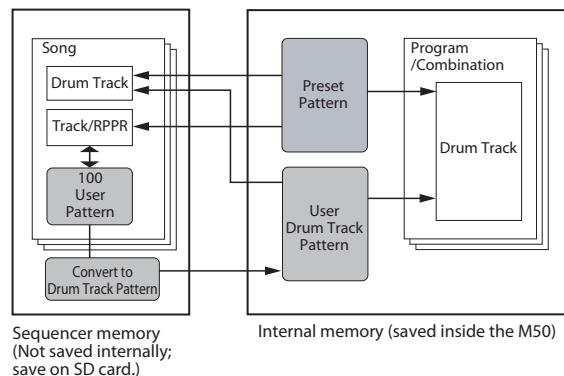 Song
Drum Track
Track/RPPR
100
User
Pattern
Convert to
Drum Track Pattern
Preset
Pattern
User
Drum Track
Pattern
Program
/Combination
Drum Track
Sequencer memory
(Not saved internally;
save on SD card.)
Internal memory (saved inside the M50)